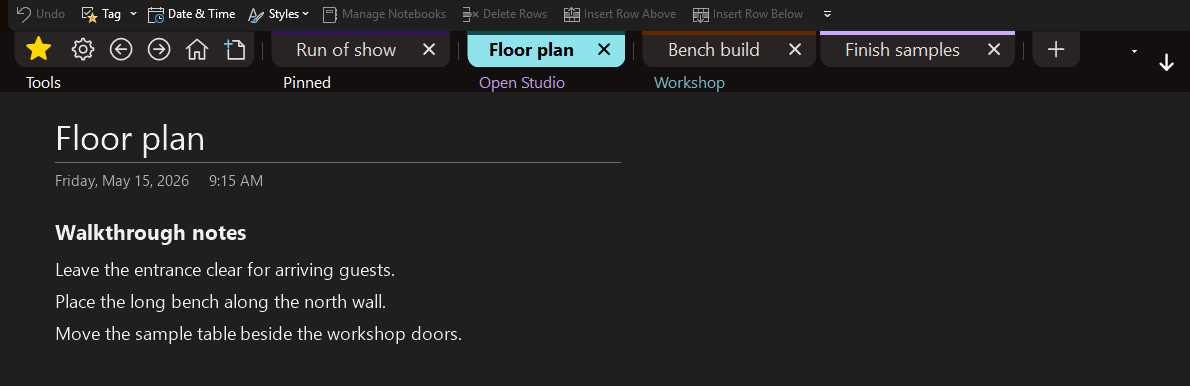 Undo Tag Date & Time Styles Manage Notebooks Delete Rows Insert Row Above Insert Row Below
Run of show Floor plan Bench build Finish samples
Tools Pinned Open Studio Workshop
Floor plan
Friday, May 15, 2026 9:15 AM
Walkthrough notes
Leave the entrance clear for arriving guests.
Place the long bench along the north wall.
Move the sample table beside the workshop doors.